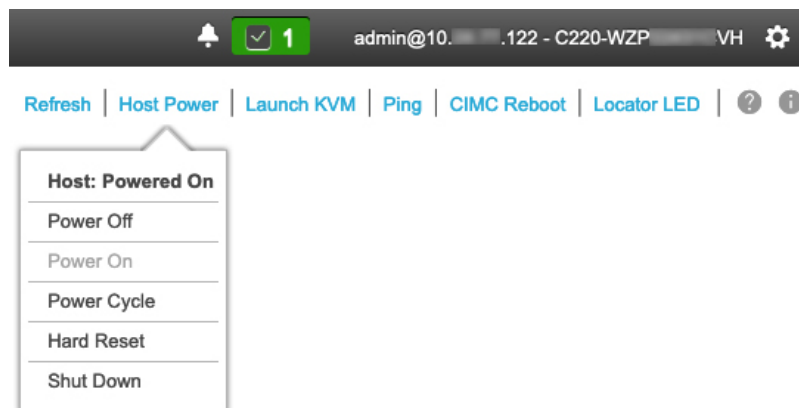 1 admin@10. .122 - C220-WZP VH
Refresh | Host Power | Launch KVM | Ping | CIMC Reboot | Locator LED | ? i
Host: Powered On
Power Off
Power On
Power Cycle
Hard Reset
Shut Down